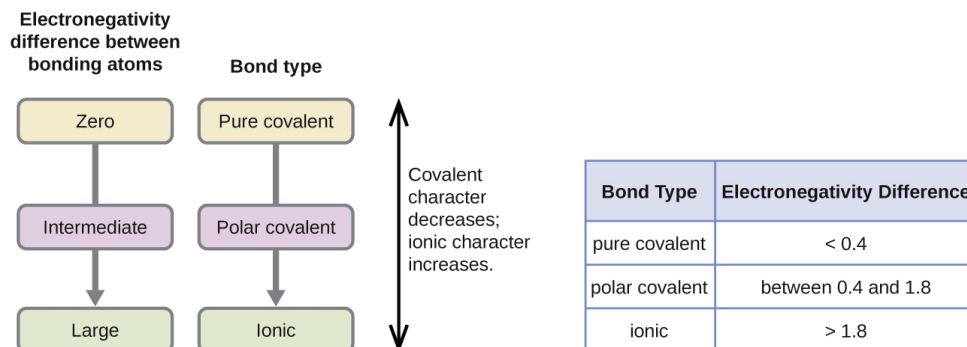 Electronegativity
difference between
bonding atoms
Bond type
Zero
Pure covalent
Intermediate
Polar covalent
Large
Ionic
Covalent
character
decreases;
ionic character
increases.
Bond Type Electronegativity Difference
pure covalent < 0.4
polar covalent between 0.4 and 1.8
ionic > 1.8